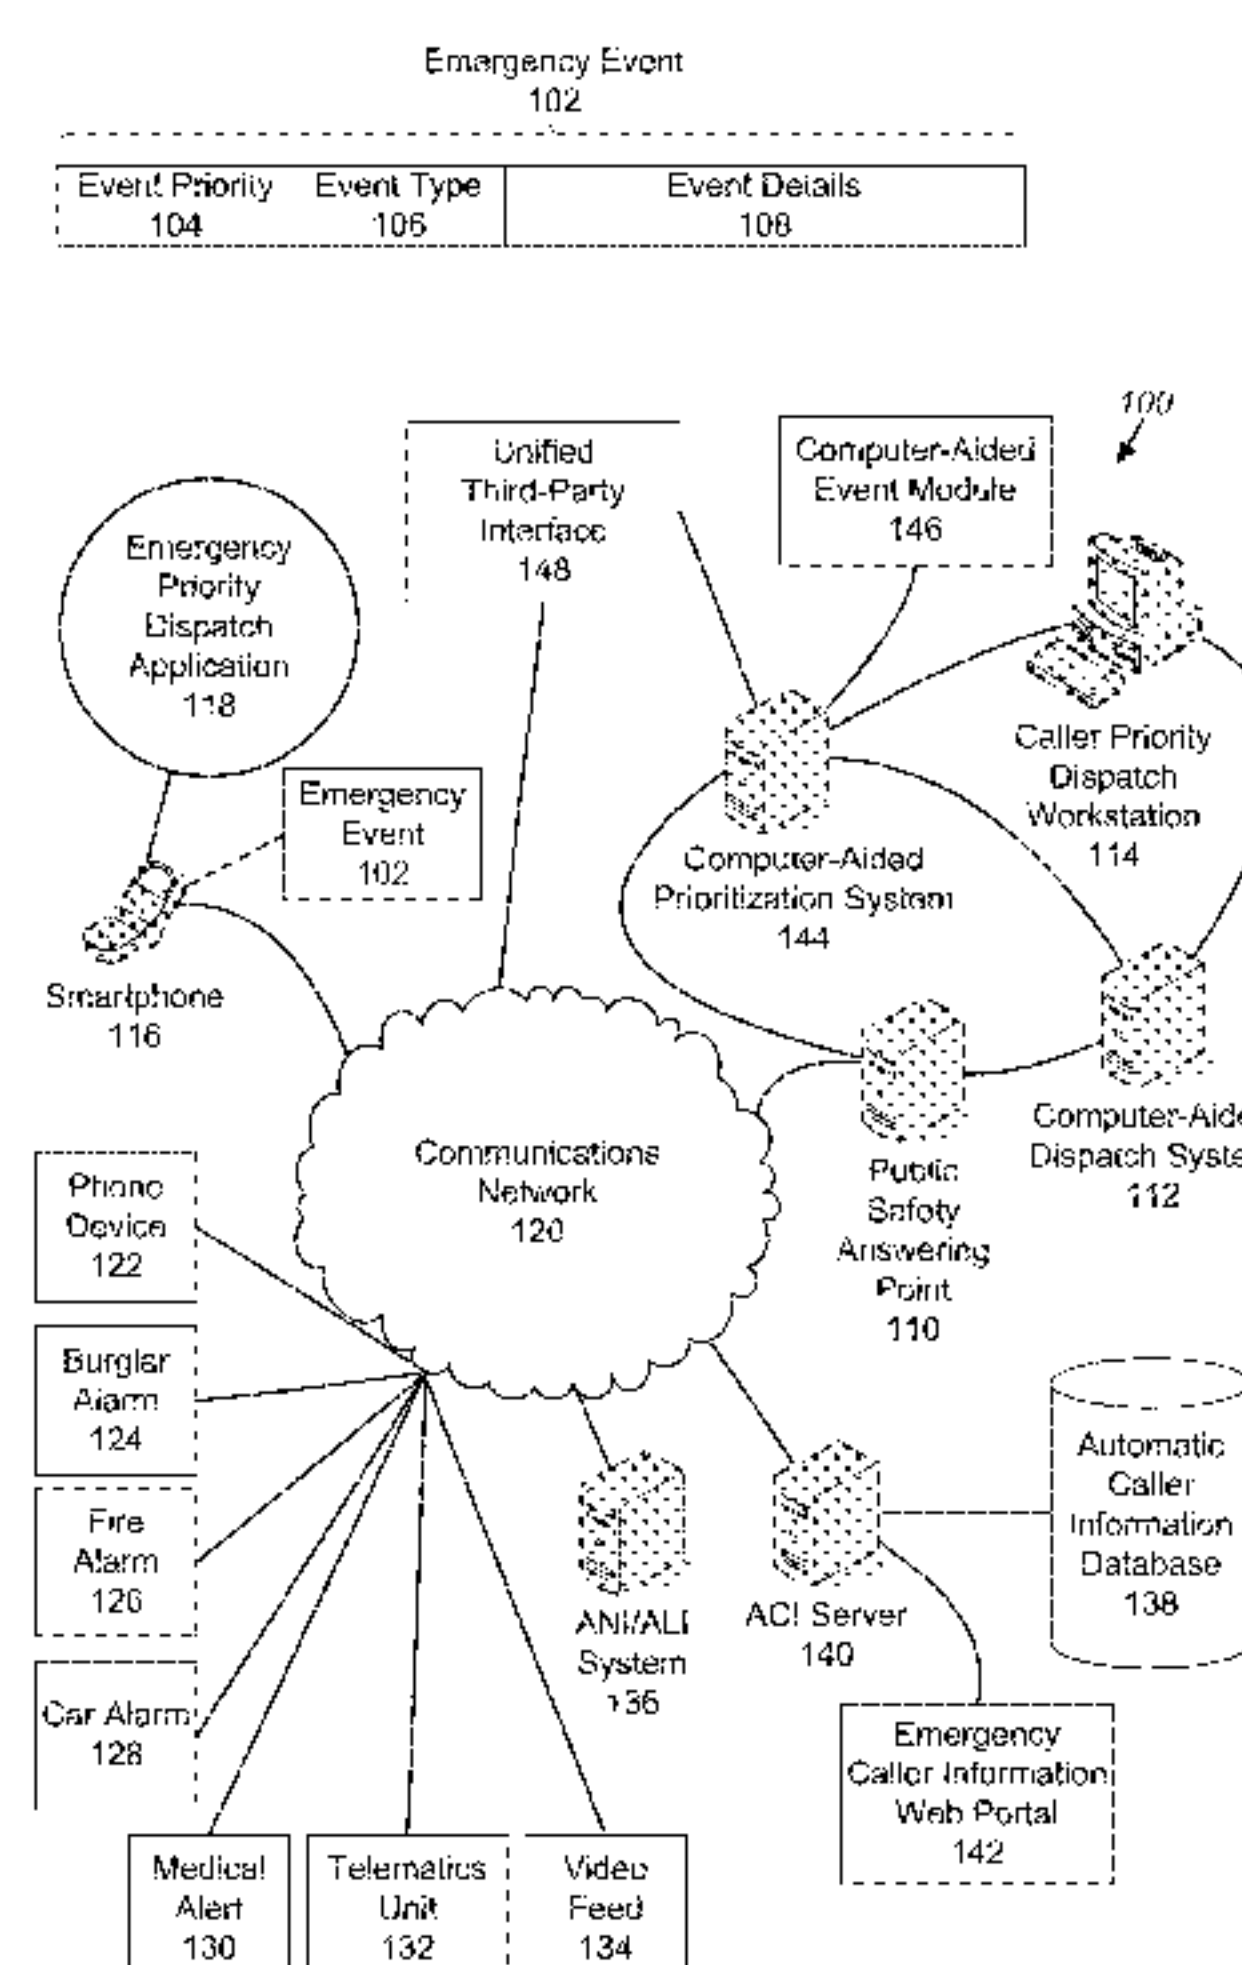 Emergency Event
102
Event Priority
104
Event Type
106
Event Details
108
100
Unified
Third-Party
Interface
148
Computer-Aided
Event Module
146
Emergency
Priority
Dispatch
Application
118
Emergency
Event
102
Smartphone
116
Caller Priority
Dispatch
Workstation
114
Computer-Aided
Prioritization System
144
Computer-Aide
Dispatch Syste
112
Public
Safety
Answering
Point
110
Communications
Network
120
Phone
Device
122
Burglar
Alarm
124
Fire
Alarm
126
Car Alarm
128
Medical
Alert
130
Telematics
Unit
132
Video
Feed
134
ANI/ALI
System
136
ACI Server
140
Automatic
Caller
Information
Database
138
Emergency
Caller Information
Web Portal
142